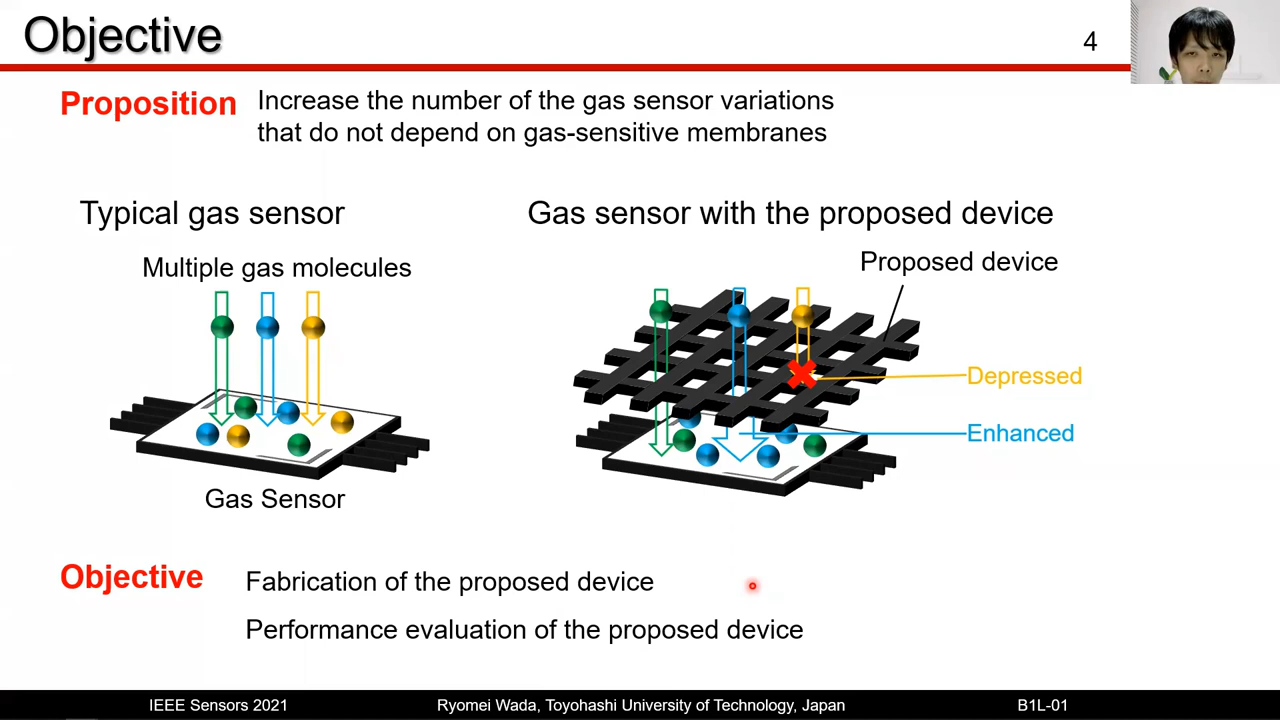 Objective
4
Proposition
Increase the number of the gas sensor variations
that do not depend on gas-sensitive membranes
Typical gas sensor
Gas sensor with the proposed device
Multiple gas molecules
Proposed device
Depressed
Enhanced
Gas Sensor
Objective
Fabrication of the proposed device
Performance evaluation of the proposed device
IEEE Sensors 2021
Ryomei Wada, Toyohashi University of Technology, Japan
B1L-01